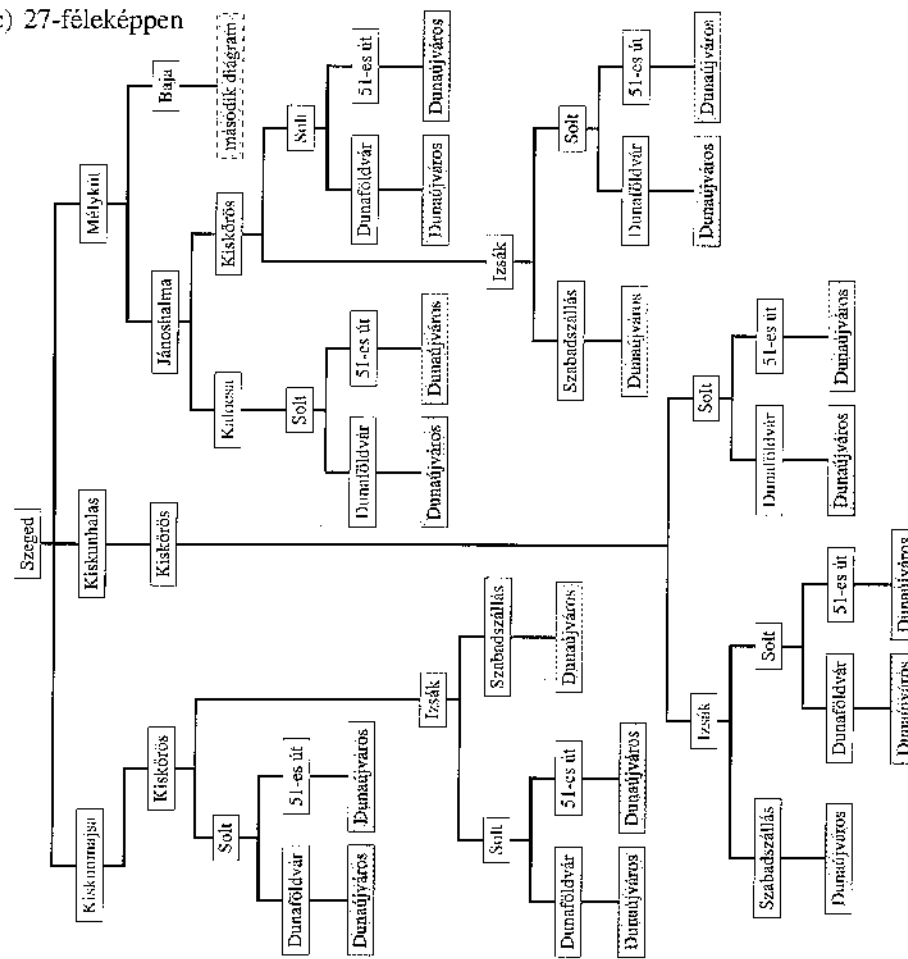 c) 27-féleképpen
Szeged
Kiskunmajsa
Kiskunhalas
Mélykút
Kiskőrös
Kiskőrös
Jánoshalma
Baja
Solt
Kalocsa
Kiskőrös
második diagram
Dunaföldvár
51-es út
Solt
Solt
Dunaújváros
Dunaújváros
Dunaföldvár
51-es út
Dunaföldvár
51-es út
Dunaújváros
Dunaújváros
Dunaújváros
Dunaújváros
Izsák
Izsák
Solt
Szabadszállás
Szabadszállás
Solt
Dunaföldvár
51-es út
Dunaújváros
Dunaújváros
Dunaföldvár
51-es út
Dunaújváros
Dunaújváros
Dunaújváros
Dunaújváros
Izsák
Solt
Szabadszállás
Solt
Dunaföldvár
51-es út
Dunaújváros
Dunaföldvár
51-es út
Dunaújváros
Dunaújváros
Dunaújváros
Dunaújváros